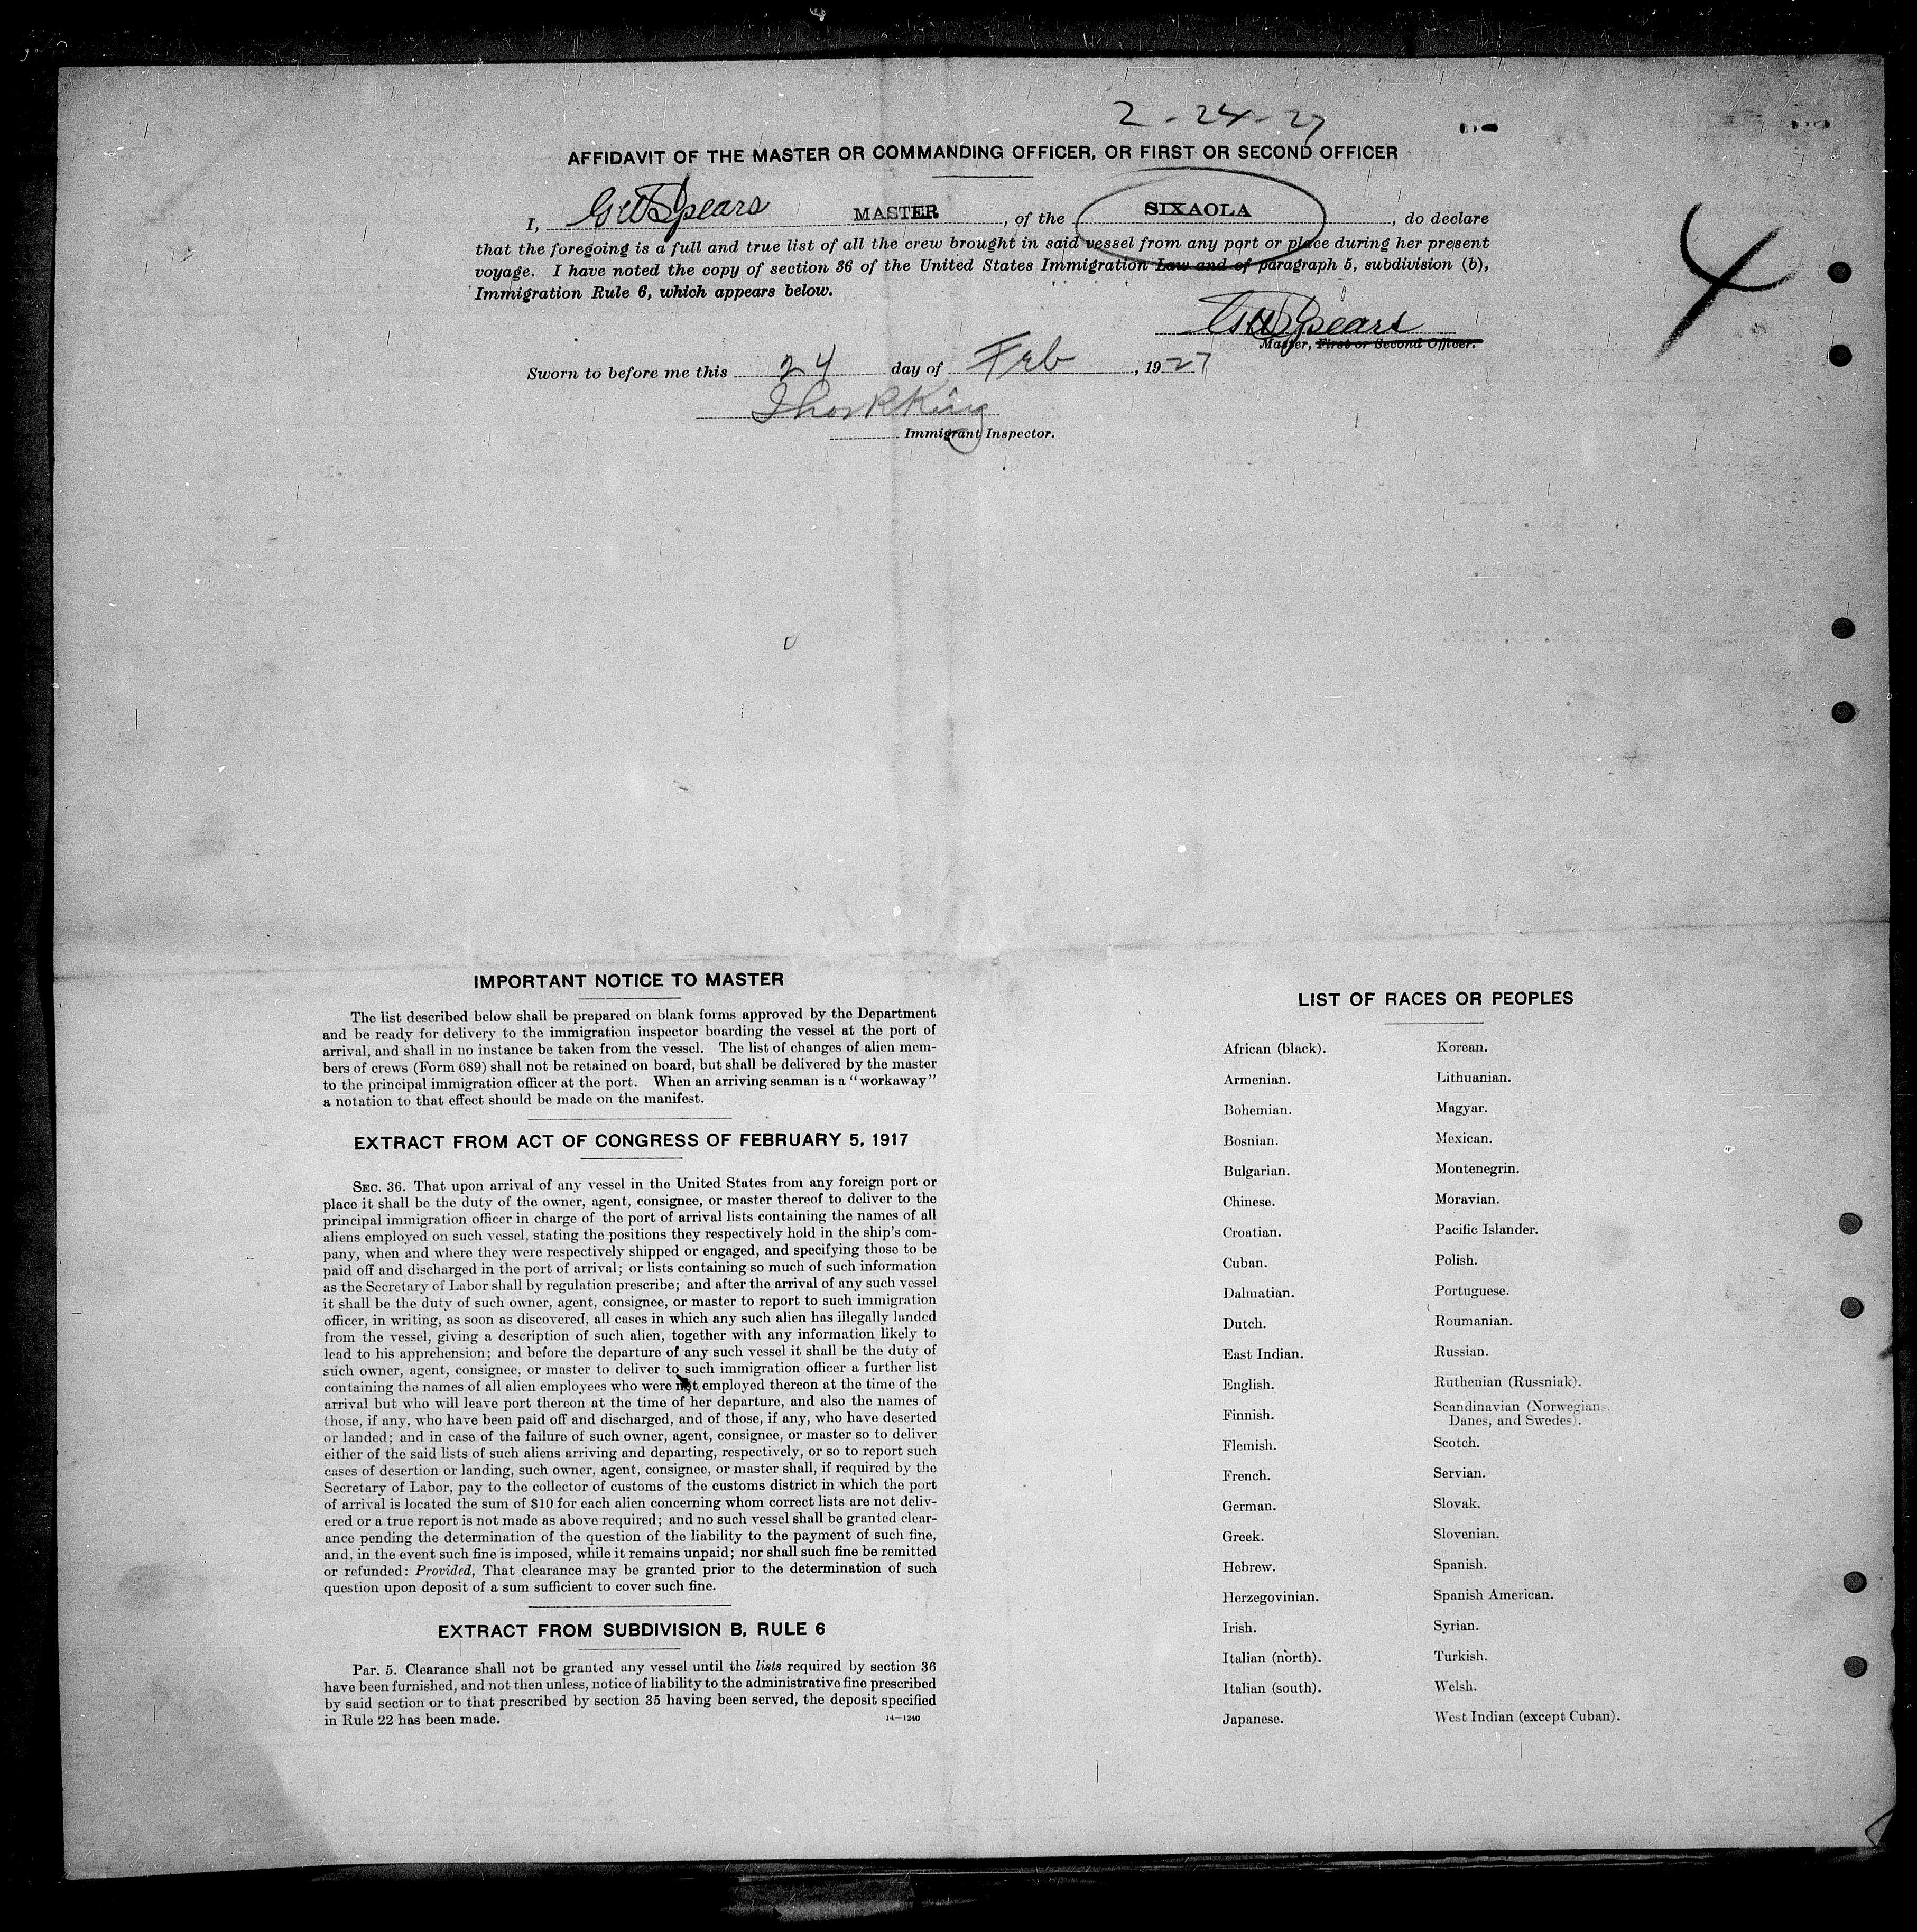 2-24-27
AFFIDAVIT OF THE MASTER OR COMMANDING OFFICER, OR FIRST OR SECOND OFFICER
I, G W Spears MASTER, of the SIXAOLA, do declare
that the foregoing is a full and true list of all the crew brought in said vessel from any port or place during her present
voyage. I have noted the copy of section 36 of the United States Immigration Law and of paragraph 5, subdivision (b),
Immigration Rule 6, which appears below.
G W Spears
Master, First or Second Officer.
Sworn to before me this 24 day of Feb, 1927
Thos R King
Immigrant Inspector.
IMPORTANT NOTICE TO MASTER
The list described below shall be prepared on blank forms approved by the Department
and be ready for delivery to the immigration inspector boarding the vessel at the port of
arrival, and shall in no instance be taken from the vessel. The list of changes of alien mem-
bers of crews (Form 689) shall not be retained on board, but shall be delivered by the master
to the principal immigration officer at the port. When an arriving seaman is a "workaway"
a notation to that effect should be made on the manifest.
EXTRACT FROM ACT OF CONGRESS OF FEBRUARY 5, 1917
SEC. 36. That upon arrival of any vessel in the United States from any foreign port or
place it shall be the duty of the owner, agent, consignee, or master thereof to deliver to the
principal immigration officer in charge of the port of arrival lists containing the names of all
aliens employed on such vessel, stating the positions they respectively hold in the ship's com-
pany, when and where they were respectively shipped or engaged, and specifying those to be
paid off and discharged in the port of arrival; or lists containing so much of such information
as the Secretary of Labor shall by regulation prescribe; and after the arrival of any such vessel
it shall be the duty of such owner, agent, consignee, or master to report to such immigration
officer, in writing, as soon as discovered, all cases in which any such alien has illegally landed
from the vessel, giving a description of such alien, together with any information likely to
lead to his apprehension; and before the departure of any such vessel it shall be the duty of
such owner, agent, consignee, or master to deliver to such immigration officer a further list
containing the names of all alien employees who were not employed thereon at the time of the
arrival but who will leave port thereon at the time of her departure, and also the names of
those, if any, who have been paid off and discharged, and of those, if any, who have deserted
or landed; and in case of the failure of such owner, agent, consignee, or master so to deliver
either of the said lists of such aliens arriving and departing, respectively, or so to report such
cases of desertion or landing, such owner, agent, consignee, or master shall, if required by the
Secretary of Labor, pay to the collector of customs of the customs district in which the port
of arrival is located the sum of $10 for each alien concerning whom correct lists are not deliv-
ered or a true report is not made as above required; and no such vessel shall be granted clear-
ance pending the determination of the question of the liability to the payment of such fine,
and, in the event such fine is imposed, while it remains unpaid; nor shall such fine be remitted
or refunded: Provided, That clearance may be granted prior to the determination of such
question upon deposit of a sum sufficient to cover such fine.
EXTRACT FROM SUBDIVISION B, RULE 6
Par. 5. Clearance shall not be granted any vessel until the lists required by section 36
have been furnished, and not then unless, notice of liability to the administrative fine prescribed
by said section or to that prescribed by section 35 having been served, the deposit specified
in Rule 22 has been made.
14-1240
LIST OF RACES OR PEOPLES
African (black).
Armenian.
Bohemian.
Bosnian.
Bulgarian.
Chinese.
Croatian.
Cuban.
Dalmatian.
Dutch.
East Indian.
English.
Finnish.
Flemish.
French.
German.
Greek.
Hebrew.
Herzegovinian.
Irish.
Italian (north).
Italian (south).
Japanese.
Korean.
Lithuanian.
Magyar.
Mexican.
Montenegrin.
Moravian.
Pacific Islander.
Polish.
Portuguese.
Roumanian.
Russian.
Ruthenian (Russniak).
Scandinavian (Norwegians,
Danes, and Swedes).
Scotch.
Servian.
Slovak.
Slovenian.
Spanish.
Spanish American.
Syrian.
Turkish.
Welsh.
West Indian (except Cuban).